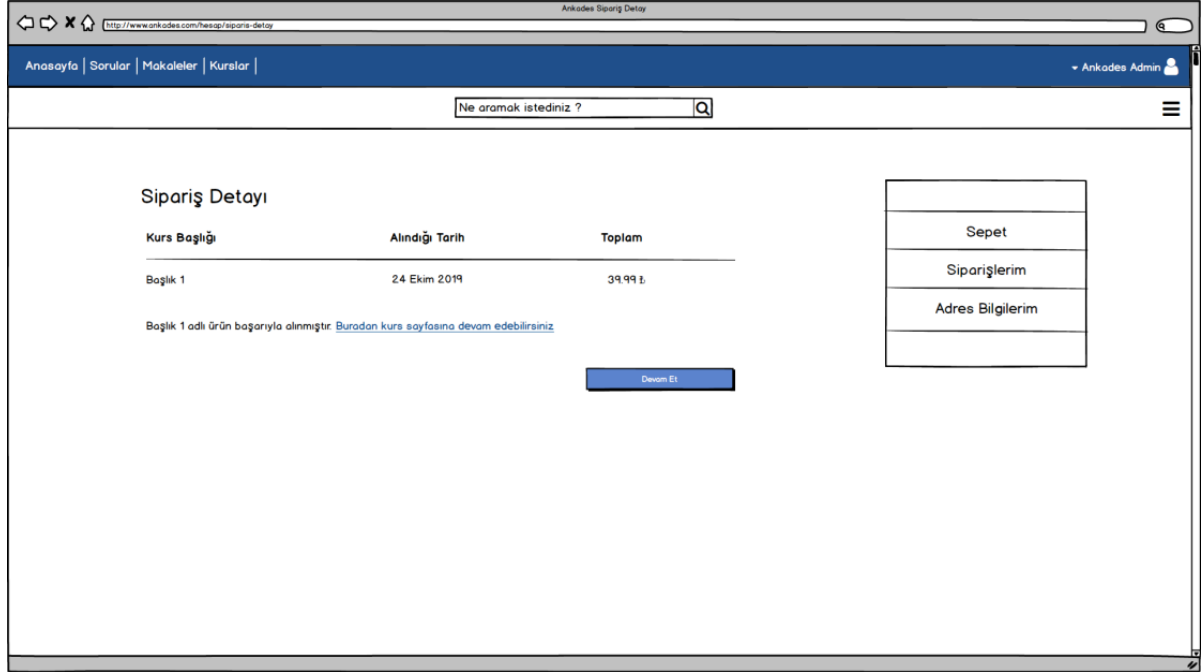 Ankades Sipariş Detay
http://www.ankades.com/hesap/siparis-detay
Anasayfa | Sorular | Makaleler | Kurslar |
Ankades Admin
Ne aramak istediniz ?
Sipariş Detayı
Kurs Başlığı Alındığı Tarih Toplam
Başlık 1 24 Ekim 2019 39.99 ₺
Başlık 1 adlı ürün başarıyla alınmıştır. Buradan kurs sayfasına devam edebilirsiniz
Devam Et
Sepet
Siparişlerim
Adres Bilgilerim